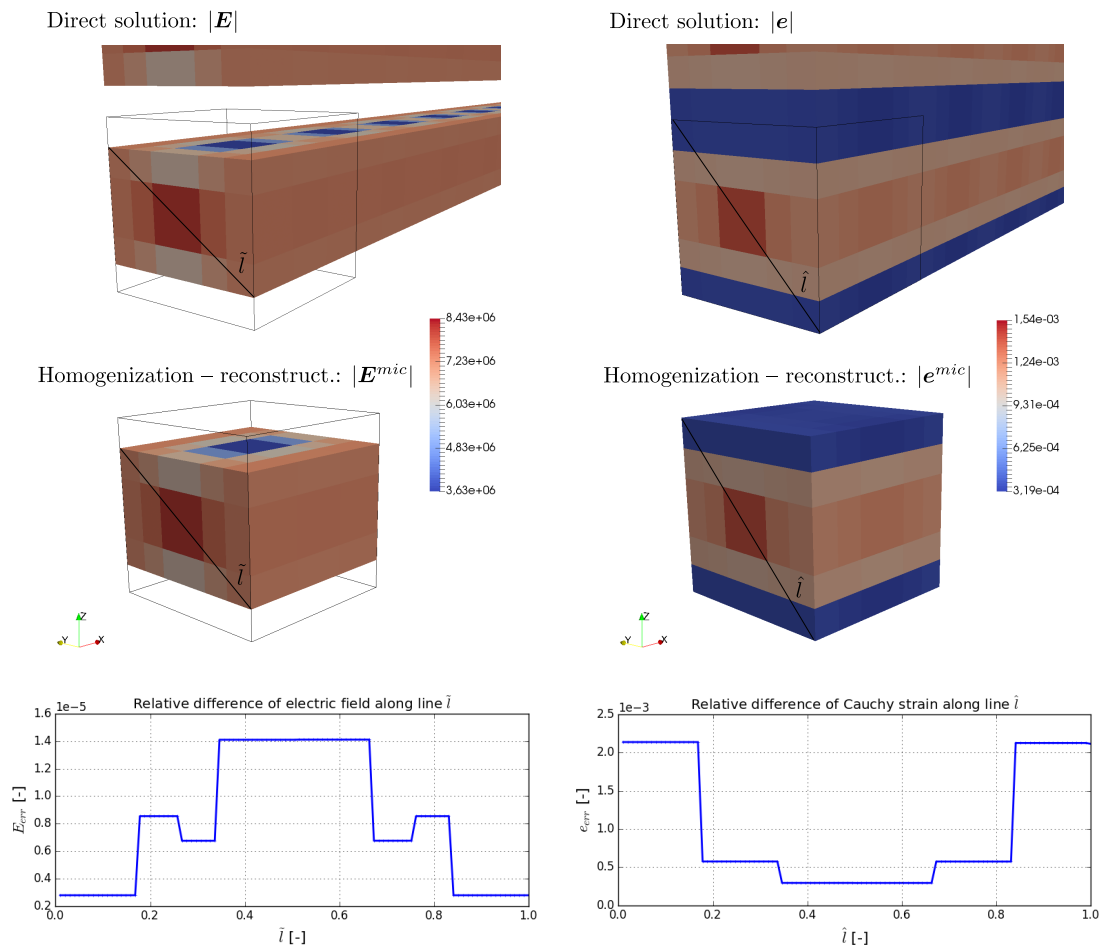 Direct solution: |E|
Direct solution: |e|
l̃
l̂
8,43e+06
7,23e+06
6,03e+06
4,83e+06
3,63e+06
1,54e-03
1,24e-03
9,31e-04
6,25e-04
3,19e-04
Homogenization – reconstruct.: |E^mic|
Homogenization – reconstruct.: |e^mic|
l̃
l̂
Z
Y
X
Z
Y
X
Relative difference of electric field along line l̃
1e−5
1.6
1.4
1.2
1.0
0.8
0.6
0.4
0.2
E_err [-]
0.0 0.2 0.4 0.6 0.8 1.0
l̃ [-]
Relative difference of Cauchy strain along line l̂
1e−3
2.5
2.0
1.5
1.0
0.5
0.0
e_err [-]
0.0 0.2 0.4 0.6 0.8 1.0
l̂ [-]